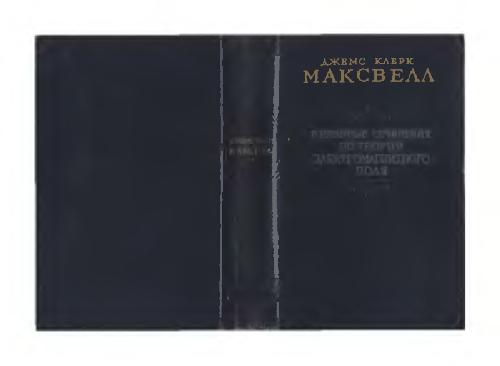 ДЖЕМС КЛЕРК
МАКСВЕЛЛ
ИЗБРАННЫЕ СОЧИНЕНИЯ
ПО ТЕОРИИ
ЭЛЕКТРОМАГНИТНОГО
ПОЛЯ